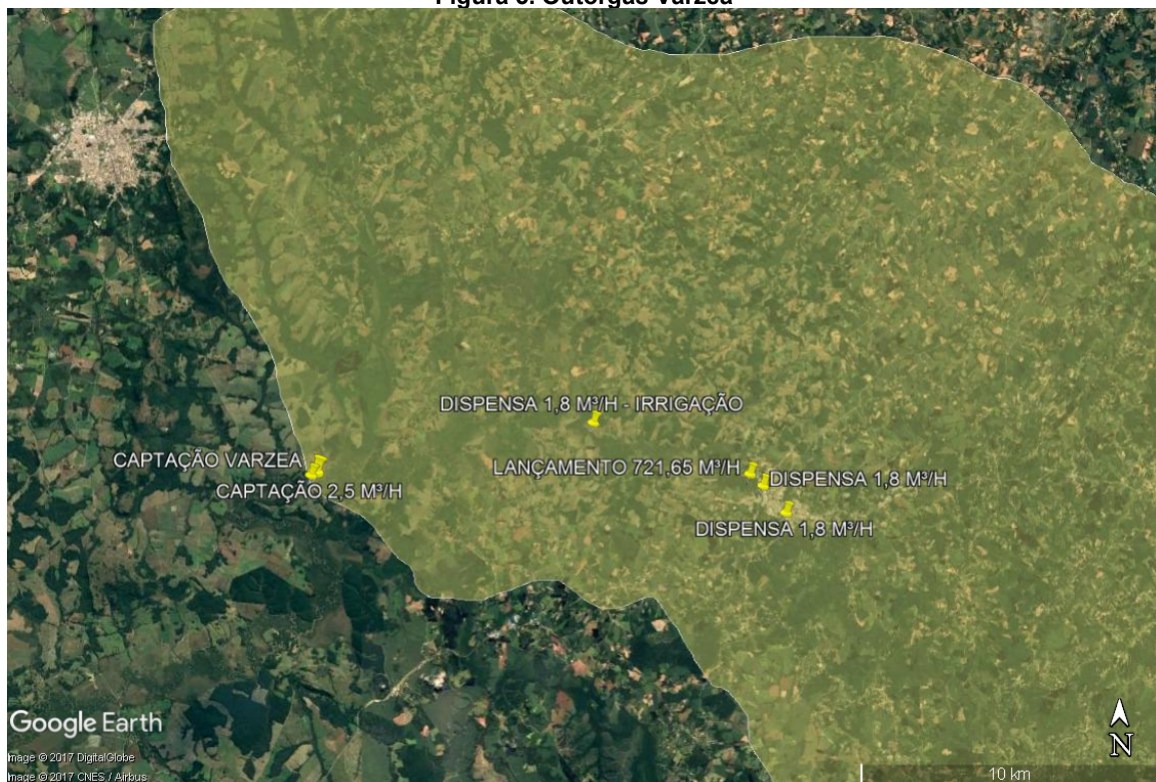 Figura 3. Outorgas Várzea
DISPENSA 1,8 M³/H - IRRIGAÇÃO
CAPTAÇÃO VARZEA
LANÇAMENTO 721,65 M³/H
DISPENSA 1,8 M³/H
CAPTAÇÃO 2,5 M³/H
DISPENSA 1,8 M³/H
Google Earth
N
Image © 2017 DigitalGlobe
Image © 2017 CNES / Airbus
10 km